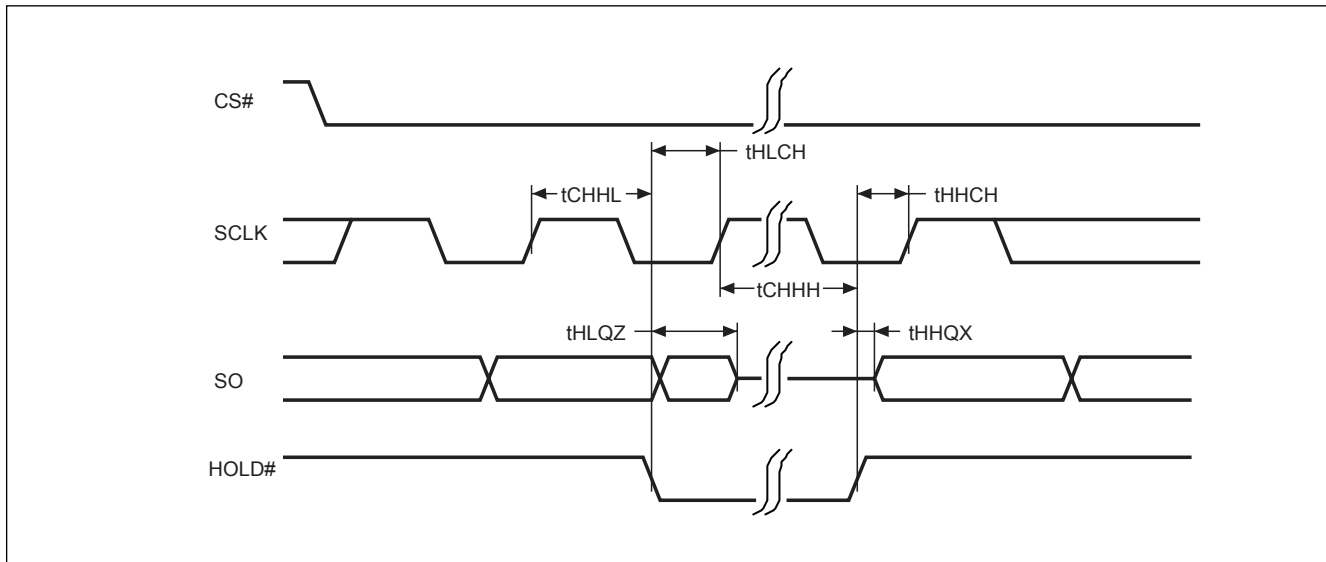 CS#
tHLCH
tCHHL
tHHCH
SCLK
tCHHH
tHLQZ
tHHQX
SO
HOLD#